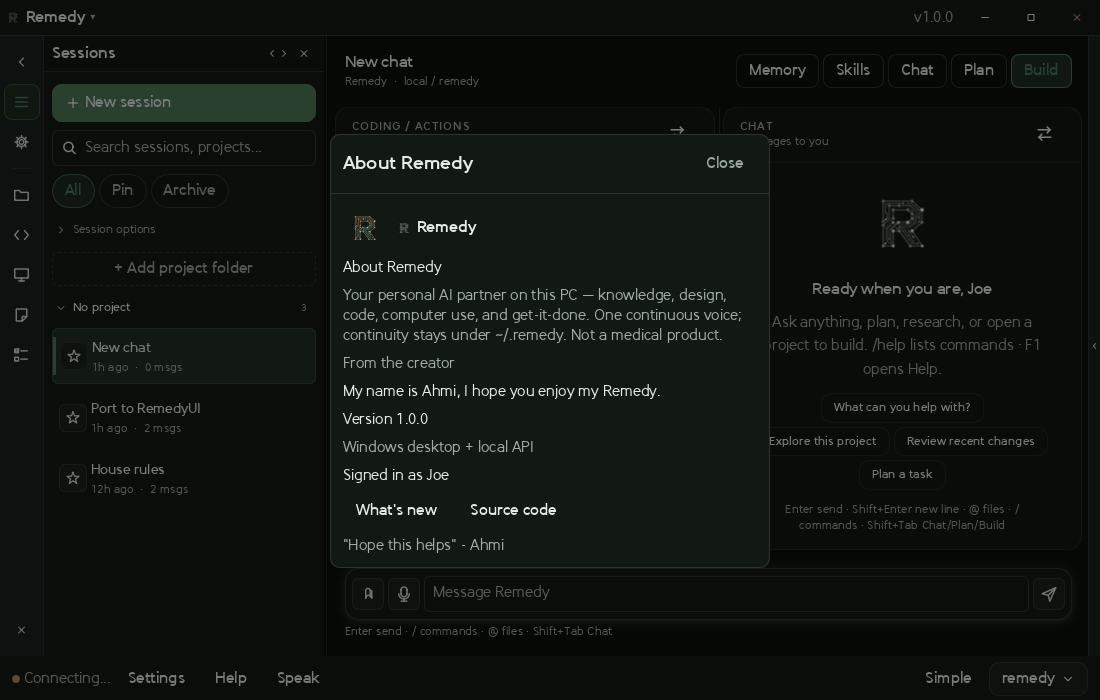 Remedy
v1.0.0
Sessions
New session
Search sessions, projects...
All
Pin
Archive
Session options
+ Add project folder
No project
3
New chat
1h ago · 0 msgs
Port to RemedyUI
1h ago · 2 msgs
House rules
12h ago · 2 msgs
New chat
Remedy · local / remedy
Memory
Skills
Chat
Plan
Build
CODING / ACTIONS
CHAT
to you
About Remedy
Close
Remedy
About Remedy
Your personal AI partner on this PC — knowledge, design,
code, computer use, and get-it-done. One continuous voice;
continuity stays under ~/.remedy. Not a medical product.
From the creator
My name is Ahmi, I hope you enjoy my Remedy.
Version 1.0.0
Windows desktop + local API
Signed in as Joe
What's new
Source code
"Hope this helps" - Ahmi
Ready when you are, Joe
Ask anything, plan, research, or open a
project to build. /help lists commands · F1
opens Help.
What can you help with?
Explore this project
Review recent changes
Plan a task
Enter send · Shift+Enter new line · @ files · /
commands · Shift+Tab Chat/Plan/Build
Message Remedy
Enter send · / commands · @ files · Shift+Tab Chat
Connecting...
Settings
Help
Speak
Simple
remedy